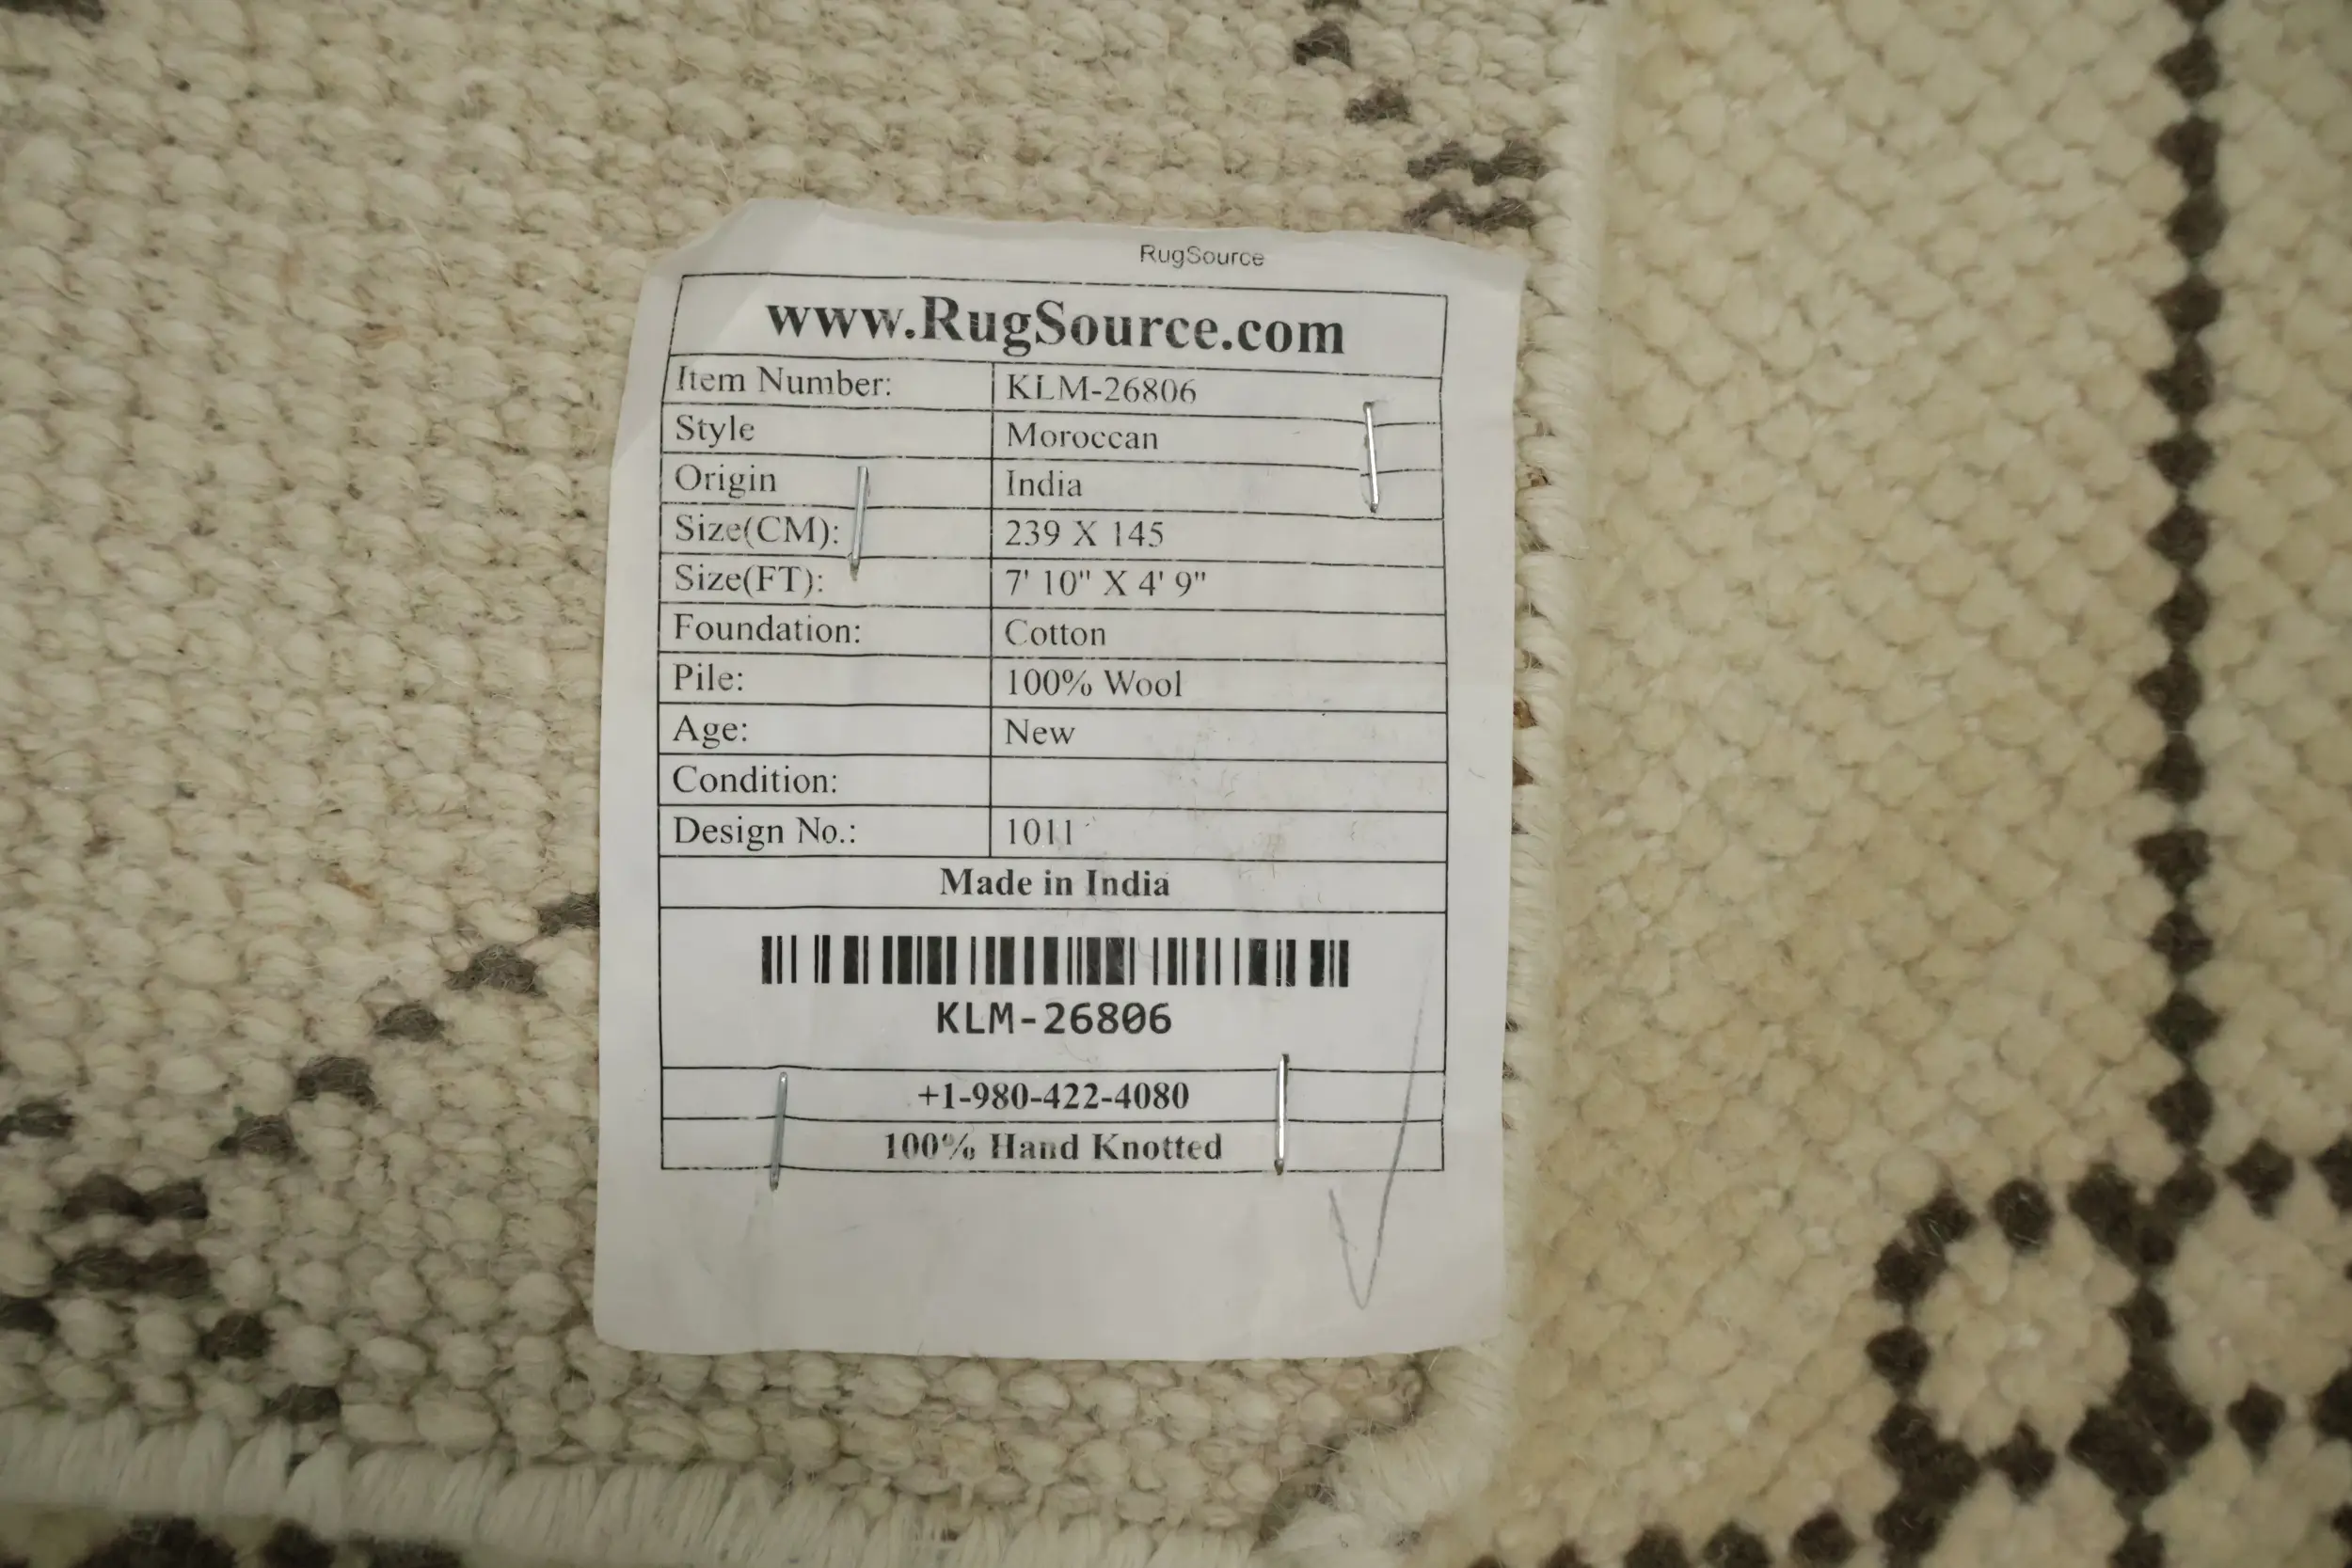 RugSource
www.RugSource.com
Item Number: KLM-26806
Style Moroccan
Origin India
Size(CM): 239 X 145
Size(FT): 7' 10" X 4' 9"
Foundation: Cotton
Pile: 100% Wool
Age: New
Condition:
Design No.: 1011
Made in India
KLM-26806
+1-980-422-4080
100% Hand Knotted